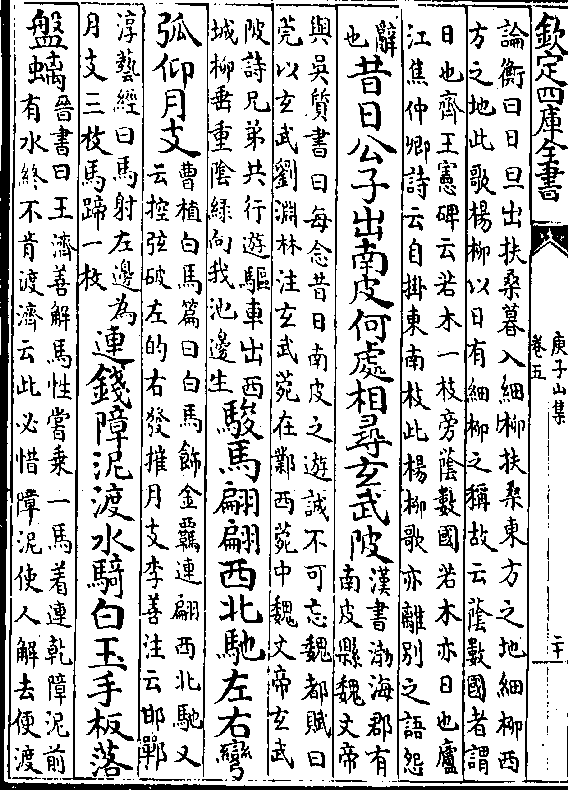 欽定四庫全書
庾子山集
卷五
二十
論衡曰日旦出扶桑暮入細柳扶桑東方之地細柳西
方之地此歌楊柳以日有細柳之稱故云蔭數國者謂
日也齊王憲碑云若木一枝旁蔭數國若木亦日也廬
江焦仲卿詩云自掛東南枝此楊柳歌亦離別之語怨
辭
也
昔日公子出南皮何處相尋玄武陂
漢書渤海郡有
南皮縣魏文帝
與吳質書曰每念昔日南皮之遊誠不可忘魏都賦曰
菀以玄武劉淵林注玄武菀在鄴西菀中魏文帝玄武
陂詩兄弟共行遊驅車出西
城柳垂重陰綠向我池邊生
駿馬翩翩西北馳左右彎
弧仰月支
曹植白馬篇曰白馬飾金羈連翩西北馳又
云控弦破左的右發摧月支李善注云邯鄲
淳藝經曰馬射左邊為
月支三枚馬蹄一枚
連錢障泥渡水騎白玉手板落
盤螭
晉書曰王濟善解馬性嘗乗一馬着連乾障泥前
有水終不肯渡濟云此必惜障泥使人解去便渡